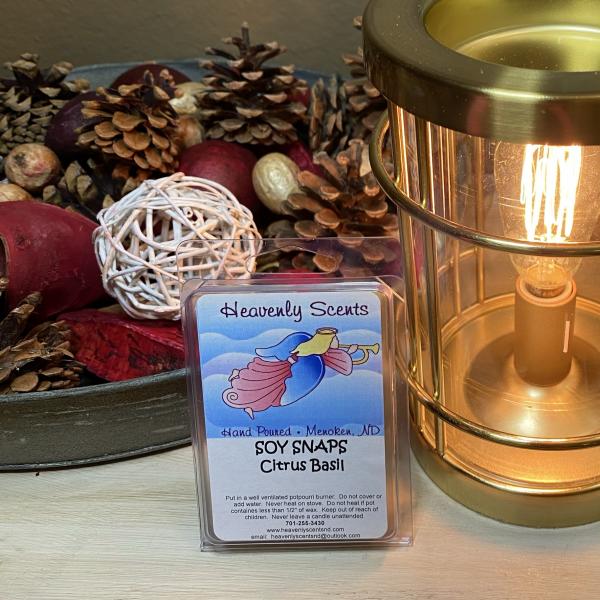 Heavenly Scents
Hand Poured • Menoken, ND
SOY SNAPS
Citrus Basil
Put in a well ventilated potpourri burner. Do not cover or
add water. Never heat on stove. Do not heat if pot
containes less than 1/2" of wax. Keep out of reach of
children. Never leave a candle unattended.
701-255-3430
www.heavenlyscentsnd.com
email: heavenlyscentsnd@outlook.com